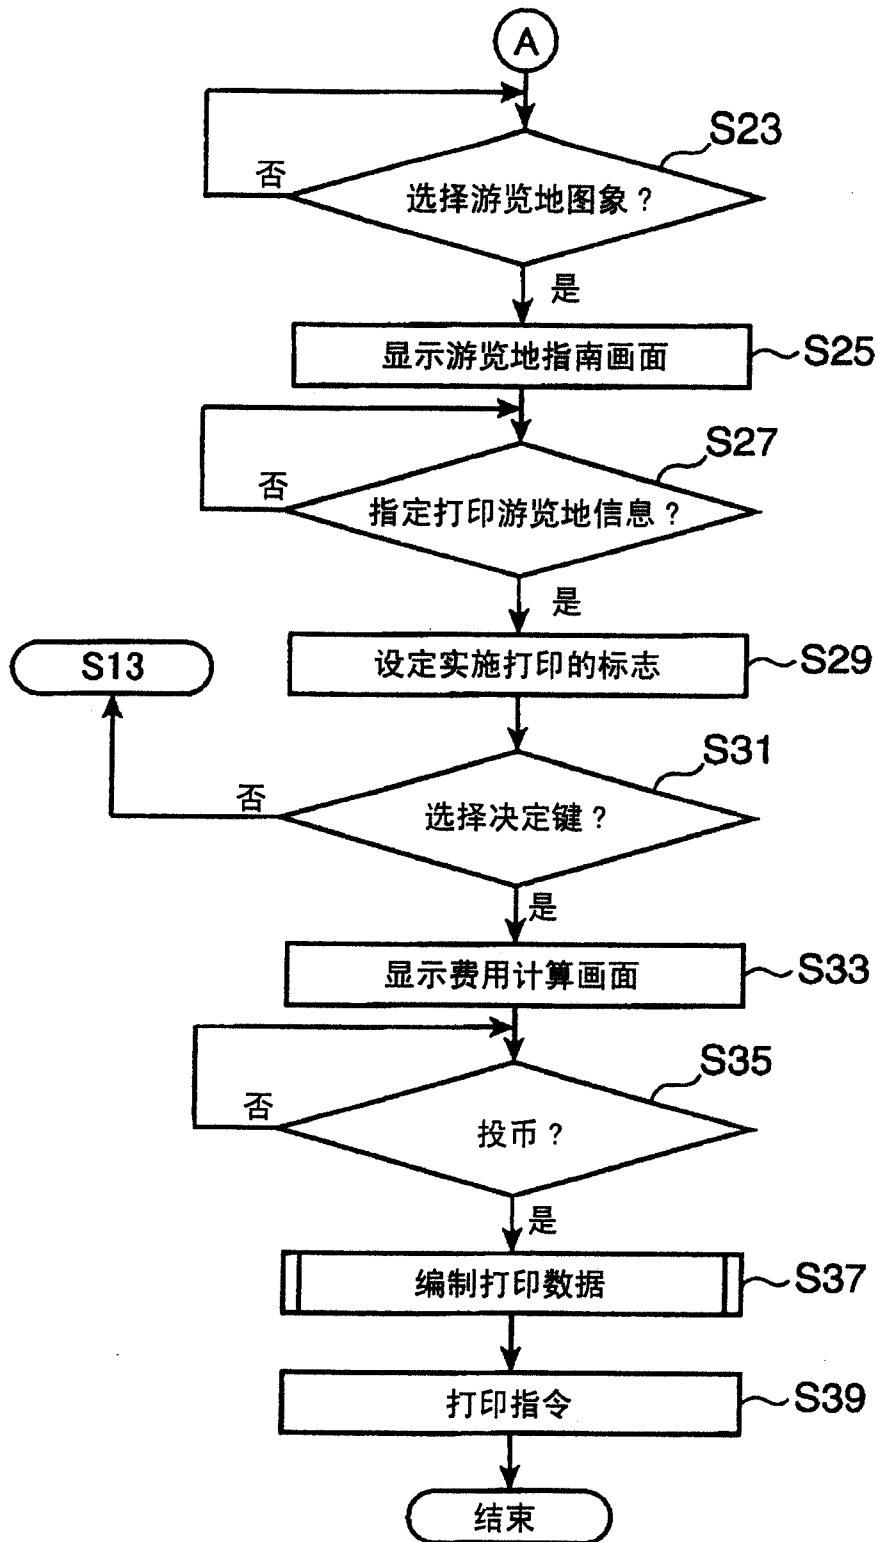 A
S23
否
选择游览地图象？
是
显示游览地指南画面
S25
S27
否
指定打印游览地信息？
是
设定实施打印的标志
S29
S13
S31
否
选择决定键？
是
显示费用计算画面
S33
S35
否
投币？
是
编制打印数据
S37
打印指令
S39
结束